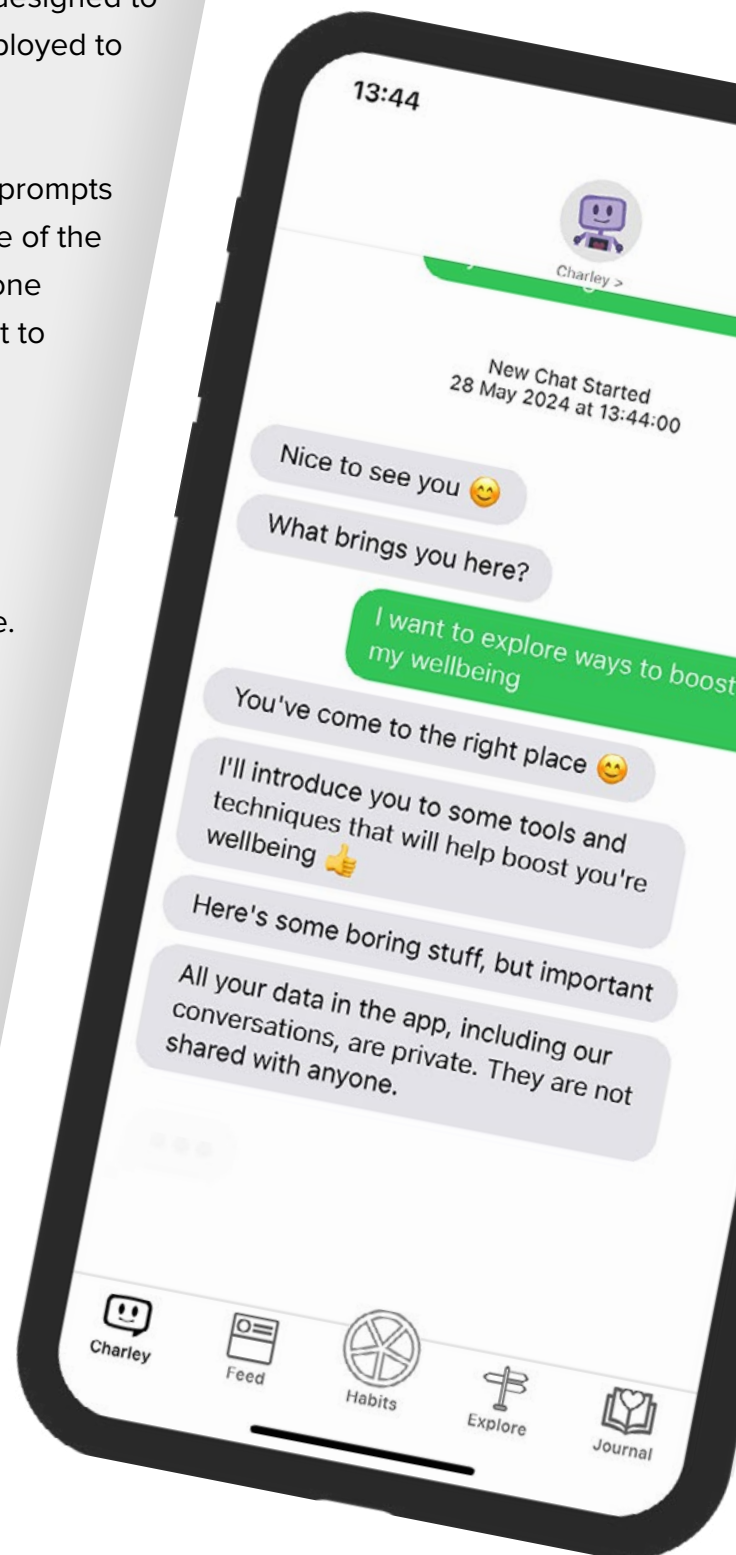 designed to
ployed to
prompts
e of the
one
t to
e.
13:44
Charley >
New Chat Started
28 May 2024 at 13:44:00
Nice to see you 😊
What brings you here?
I want to explore ways to boost
my wellbeing
You've come to the right place 😊
I'll introduce you to some tools and
techniques that will help boost you're
wellbeing 👍
Here's some boring stuff, but important
All your data in the app, including our
conversations, are private. They are not
shared with anyone.
Charley
Feed
Habits
Explore
Journal